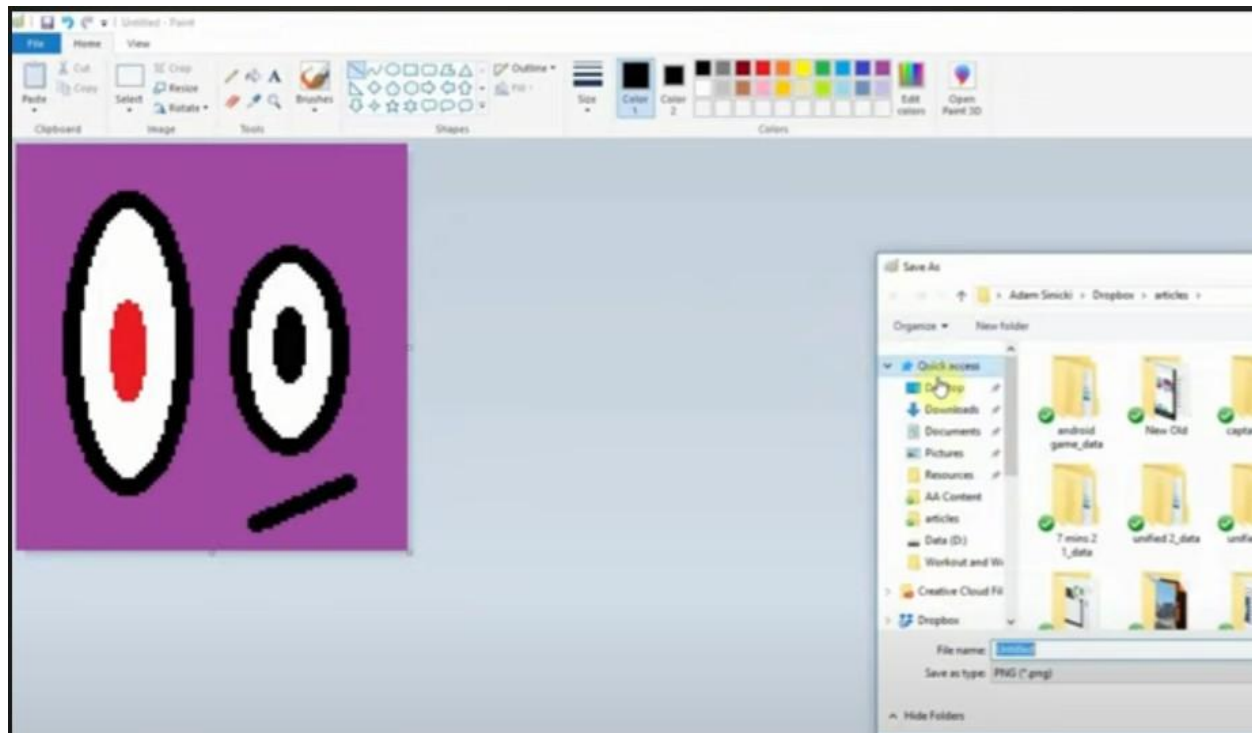 Untitled - Paint
File Home View
Cut
Copy
Paste
Clipboard
Select
Crop
Resize
Rotate
Image
A
Tools
Brushes
Outline
Fill
Shapes
Size
Color 1
Color 2
Colors
Edit colors
Open Paint 3D
Save As
Adam Sinicki > Dropbox > articles >
Organize New folder
Quick access
Desktop
Downloads
Documents
Pictures
Resources
AA Content
articles
Data (D:)
Workout and
Creative Cloud
Dropbox
android game_data
New Old
7 mins 2 1_data
unified 2_data
File name: Untitled
Save as type: PNG (*.png)
Hide Folders